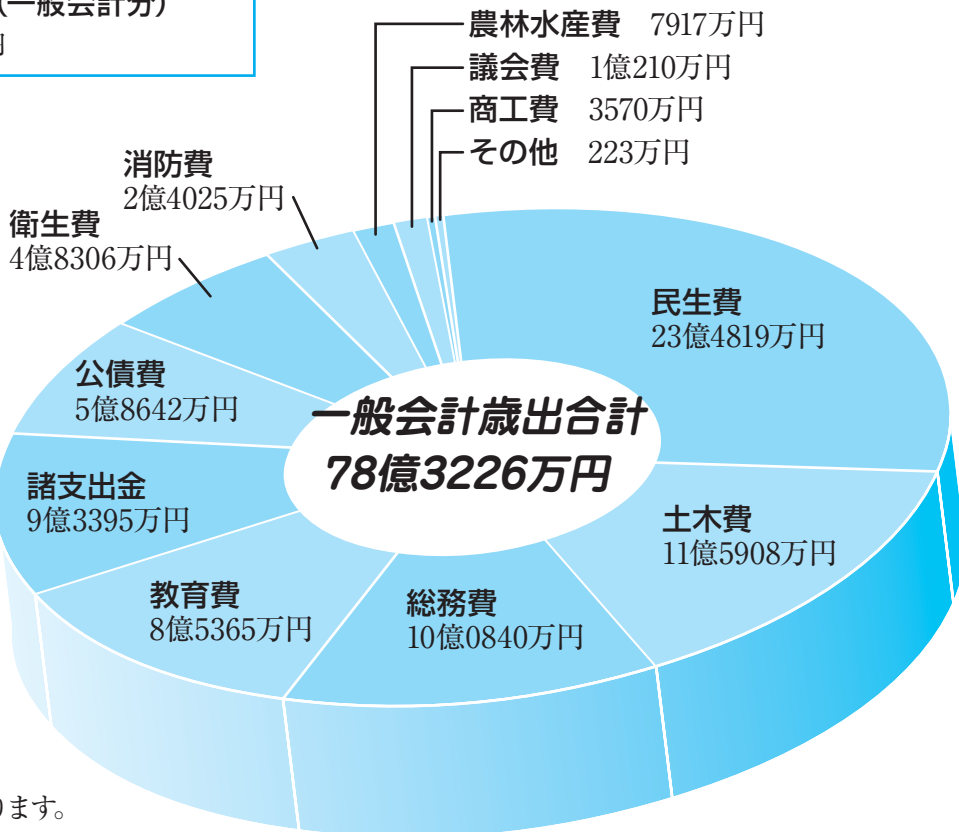 (一般会計分)
円
農林水産費 7917万円
議会費 1億210万円
商工費 3570万円
その他 223万円
消防費
2億4025万円
衛生費
4億8306万円
民生費
23億4819万円
公債費
5億8642万円
一般会計歳出合計
78億3226万円
諸支出金
9億3395万円
土木費
11億5908万円
教育費
8億5365万円
総務費
10億0840万円
ります。